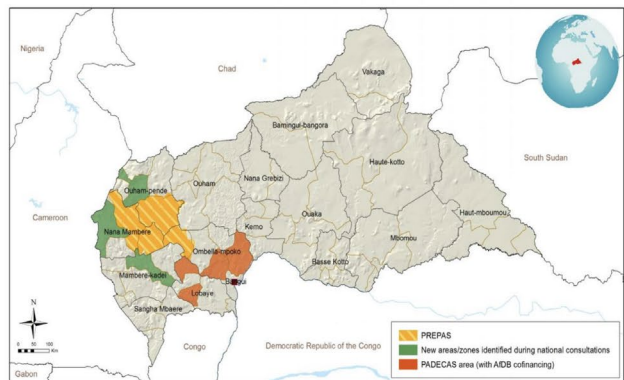 Nigeria
Chad
Vakaga
Bamingui-bangora
South Sudan
Haute-kotto
Nana Grebizi
Ouham
Ouham-pende
Cameroon
Ouaka
Haut-mboumou
Nana Mambere
Kemo
Ombella-mpoko
Mboumou
Basse Kotto
Mambere-kadei
Bangui
Lobaye
Sangha Mbaere
N
Congo
Democratic Republic of the Congo
Gabon
PREPAS
New areas/zones identified during national consultations
PADECAS area (with AfDB cofinancing)